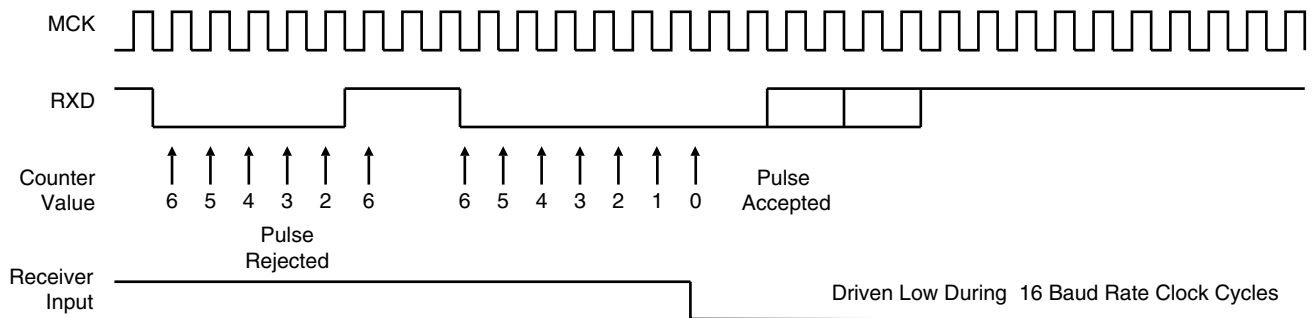 MCK
RXD
Counter
Value
6 5 4 3 2 6 6 5 4 3 2 1 0
Pulse
Rejected
Pulse
Accepted
Receiver
Input
Driven Low During 16 Baud Rate Clock Cycles